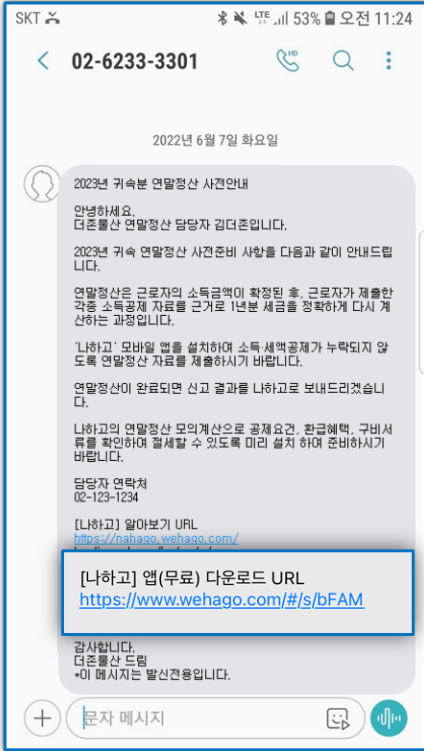 SKT LTE 53% 오전 11:24
02-6233-3301
HD
2022년 6월 7일 화요일
2023년 귀속분 연말정산 사전안내
안녕하세요.
더존물산 연말정산 담당자 김더존입니다.
2023년 귀속 연말정산 사전준비 사항을 다음과 같이 안내드립
니다.
연말정산은 근로자의 소득금액이 확정된 후, 근로자가 제출한
각종 소득공제 자료를 근거로 1년분 세금을 정확하게 다시 계
산하는 과정입니다.
'나하고' 모바일 앱을 설치하여 소득·세액공제가 누락되지 않
도록 연말정산 자료를 제출하시기 바랍니다.
연말정산이 완료되면 신고 결과를 나하고로 보내드리겠습니
다.
나하고의 연말정산 모의계산으로 공제요건, 환급혜택, 구비서
류를 확인하여 절세할 수 있도록 미리 설치 하여 준비하시기
바랍니다.
담당자 연락처
02-123-1234
[나하고] 알아보기 URL
https://nahago.wehago.com/
[나하고] 앱(무료) 다운로드 URL
https://www.wehago.com/#/s/bFAM
감사합니다.
더존물산 드림
*이 메시지는 발신전용입니다.
문자 메시지